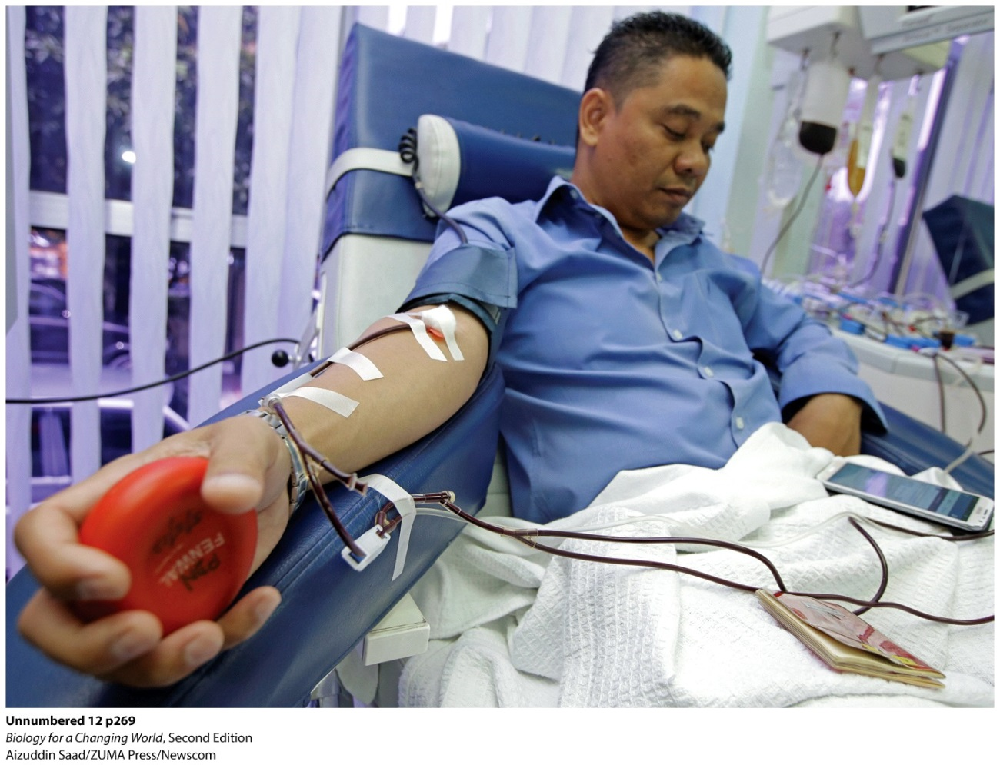 FENWAL
Unnumbered 12 p269
Biology for a Changing World, Second Edition
Aizuddin Saad/ZUMA Press/Newscom